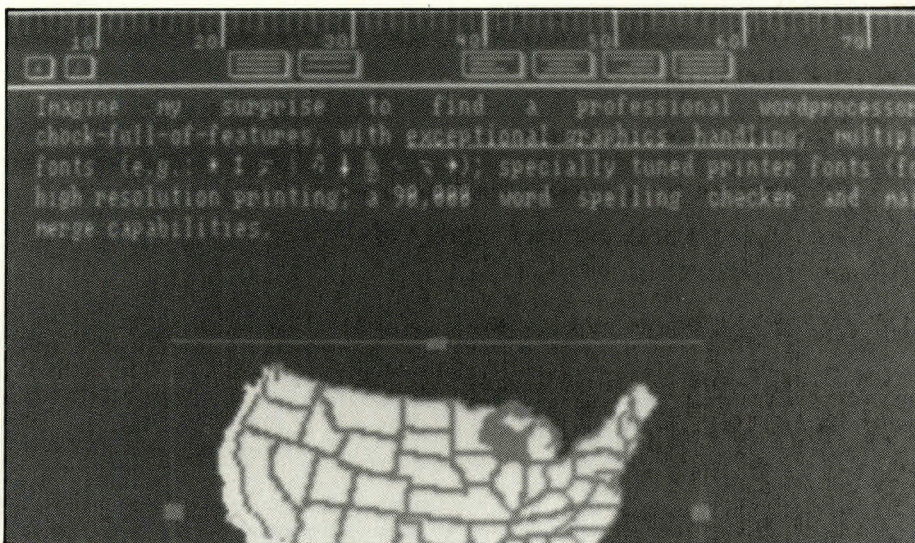 10 20 30 40 50 60 70
Imagine my surprise to find a professional wordprocessor
chock-full-of-features, with exceptional graphics handling, multipl
fonts (e.g.: ); specially tuned printer fonts (fo
high resolution printing; a 90,000 word spelling checker and mai
merge capabilities.